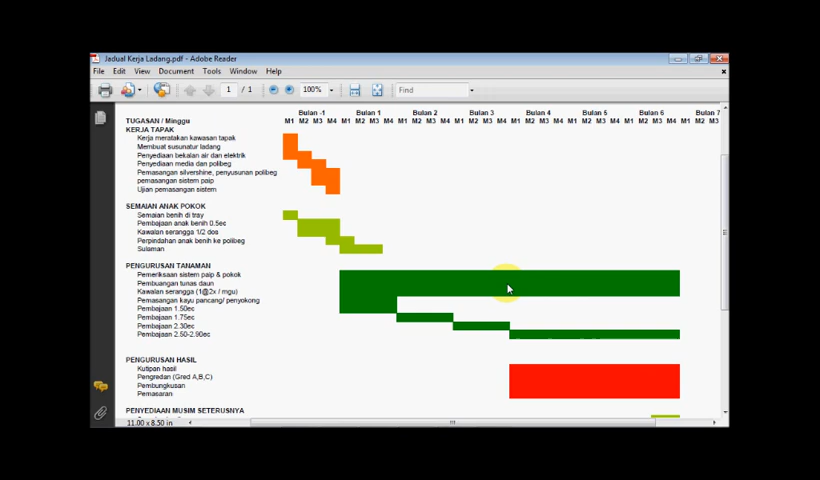 Jadual Kerja Ladang.pdf - Adobe Reader
File Edit View Document Tools Window Help
1 / 1 100% Find
Bulan -1 Bulan 1 Bulan 2 Bulan 3 Bulan 4 Bulan 5 Bulan 6 Bulan 7
TUGASAN / Minggu M1 M2 M3 M4 M1 M2 M3 M4 M1 M2 M3 M4 M1 M2 M3 M4 M1 M2 M3 M4 M1 M2 M3 M4 M1 M2 M3 M4 M1 M2 M3
KERJA TAPAK
Kerja meratakan kawasan tapak
Membuat susunatur ladang
Penyediaan bekalan air dan elektrik
Penyediaan media dan polibeg
Pemasangan silvershine, penyusunan polibeg
pemasangan sistem paip
Ujian pemasangan sistem
SEMAIAN ANAK POKOK
Semaian benih di tray
Pembajaan anak benih 0.5ec
Kawalan serangga 1/2 dos
Perpindahan anak benih ke polibeg
Sulaman
PENGURUSAN TANAMAN
Pemeriksaan sistem paip & pokok
Pembuangan tunas daun
Kawalan serangga (1@2x / mgu)
Pemasangan kayu pancang/ penyokong
Pembajaan 1.50ec
Pembajaan 1.75ec
Pembajaan 2.30ec
Pembajaan 2.50-2.90ec
PENGURUSAN HASIL
Kutipan hasil
Pengredan (Gred A,B,C)
Pembungkusan
Pemasaran
PENYEDIAAN MUSIM SETERUSNYA
11.00 x 8.50 in